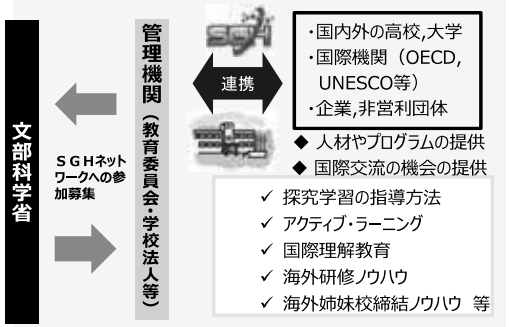 文部科学省
SGHネット
ワークへの参
加募集
管理機関(教育委員会・学校法人等)
SGH
連携
・国内外の高校,大学
・国際機関(OECD,
UNESCO等)
・企業,非営利団体
◆ 人材やプログラムの提供
◆ 国際交流の機会の提供
✓ 探究学習の指導方法
✓ アクティブ・ラーニング
✓ 国際理解教育
✓ 海外研修ノウハウ
✓ 海外姉妹校締結ノウハウ 等